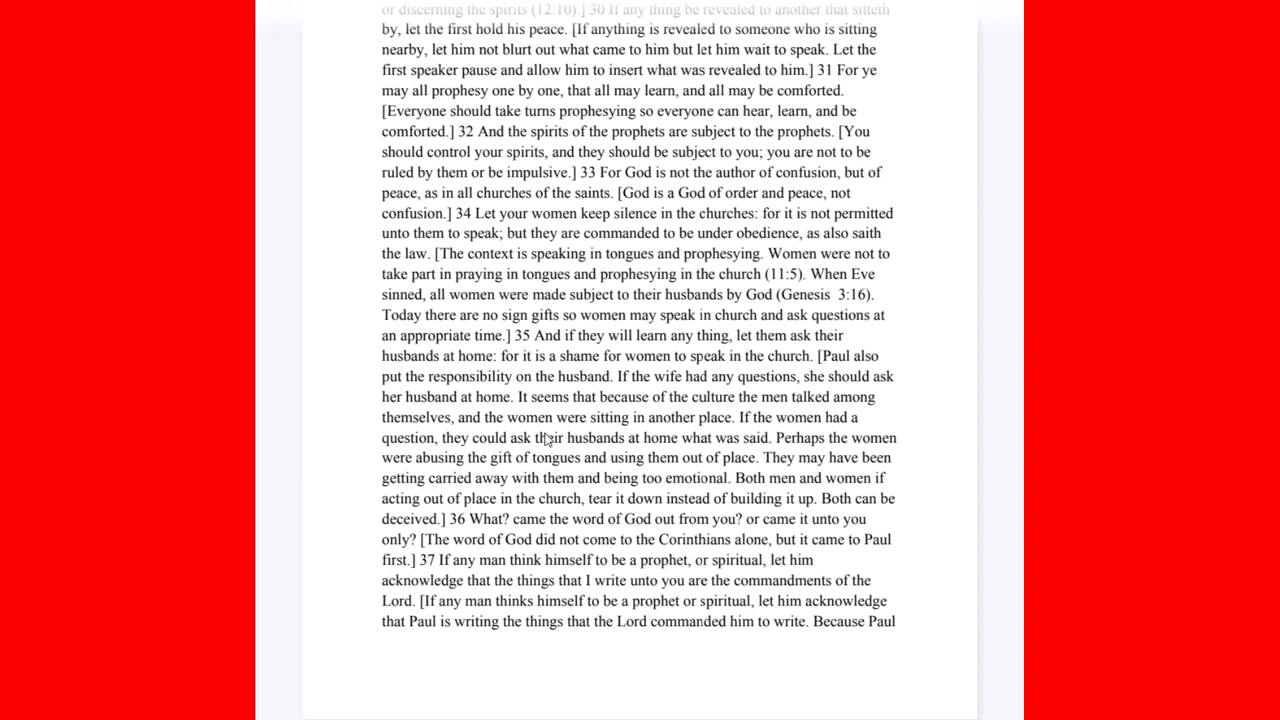 or discerning the spirits (12:10).] 30 If any thing be revealed to another that sitteth
by, let the first hold his peace. [If anything is revealed to someone who is sitting
nearby, let him not blurt out what came to him but let him wait to speak. Let the
first speaker pause and allow him to insert what was revealed to him.] 31 For ye
may all prophesy one by one, that all may learn, and all may be comforted.
[Everyone should take turns prophesying so everyone can hear, learn, and be
comforted.] 32 And the spirits of the prophets are subject to the prophets. [You
should control your spirits, and they should be subject to you; you are not to be
ruled by them or be impulsive.] 33 For God is not the author of confusion, but of
peace, as in all churches of the saints. [God is a God of order and peace, not
confusion.] 34 Let your women keep silence in the churches: for it is not permitted
unto them to speak; but they are commanded to be under obedience, as also saith
the law. [The context is speaking in tongues and prophesying. Women were not to
take part in praying in tongues and prophesying in the church (11:5). When Eve
sinned, all women were made subject to their husbands by God (Genesis  3:16).
Today there are no sign gifts so women may speak in church and ask questions at
an appropriate time.] 35 And if they will learn any thing, let them ask their
husbands at home: for it is a shame for women to speak in the church. [Paul also
put the responsibility on the husband. If the wife had any questions, she should ask
her husband at home. It seems that because of the culture the men talked among
themselves, and the women were sitting in another place. If the women had a
question, they could ask their husbands at home what was said. Perhaps the women
were abusing the gift of tongues and using them out of place. They may have been
getting carried away with them and being too emotional. Both men and women if
acting out of place in the church, tear it down instead of building it up. Both can be
deceived.] 36 What? came the word of God out from you? or came it unto you
only? [The word of God did not come to the Corinthians alone, but it came to Paul
first.] 37 If any man think himself to be a prophet, or spiritual, let him
acknowledge that the things that I write unto you are the commandments of the
Lord. [If any man thinks himself to be a prophet or spiritual, let him acknowledge
that Paul is writing the things that the Lord commanded him to write. Because Paul